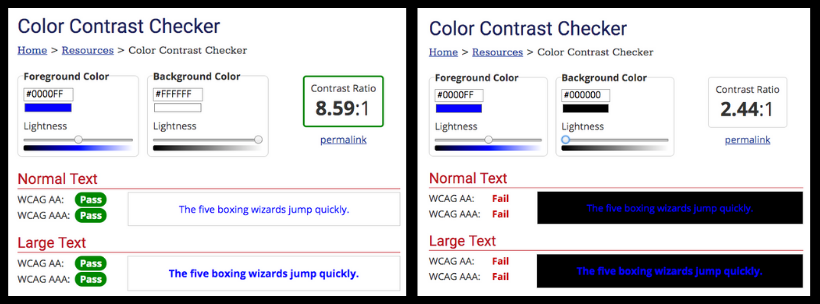 Color Contrast Checker
Home > Resources > Color Contrast Checker
Foreground Color
#0000FF
Lightness
Background Color
#FFFFFF
Lightness
Contrast Ratio
8.59:1
permalink
Normal Text
WCAG AA: Pass
WCAG AAA: Pass
The five boxing wizards jump quickly.
Large Text
WCAG AA: Pass
WCAG AAA: Pass
The five boxing wizards jump quickly.
Color Contrast Checker
Home > Resources > Color Contrast Checker
Foreground Color
#0000FF
Lightness
Background Color
#000000
Lightness
Contrast Ratio
2.44:1
permalink
Normal Text
WCAG AA: Fail
WCAG AAA: Fail
The five boxing wizards jump quickly.
Large Text
WCAG AA: Fail
WCAG AAA: Fail
The five boxing wizards jump quickly.